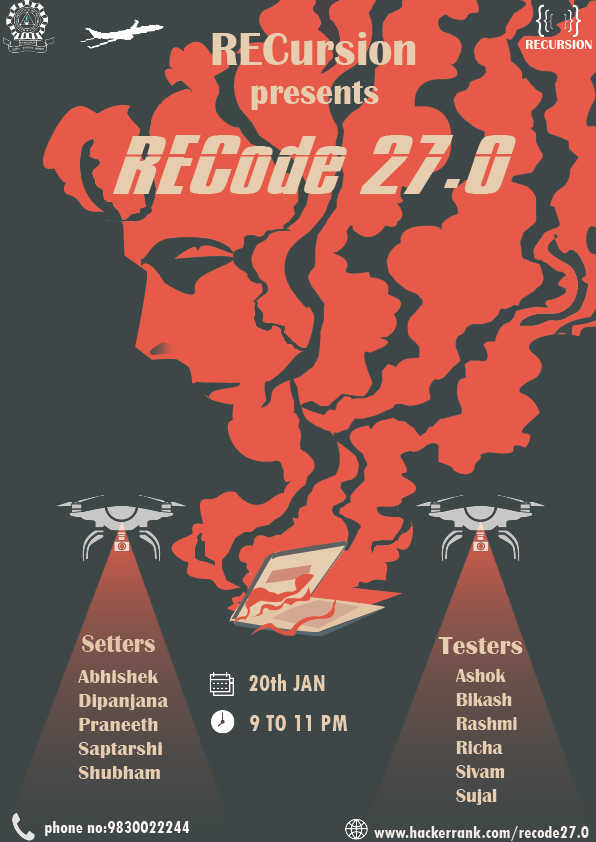 RECursion
presents
RECURSION
RECode 27.0
Setters
Abhishek
Dipanjana
Praneeth
Saptarshi
Shubham
20th JAN
9 TO 11 PM
Testers
Ashok
Bikash
Rashmi
Richa
Sivam
Sujal
phone no:9830022244
www.hackerrank.com/recode27.0